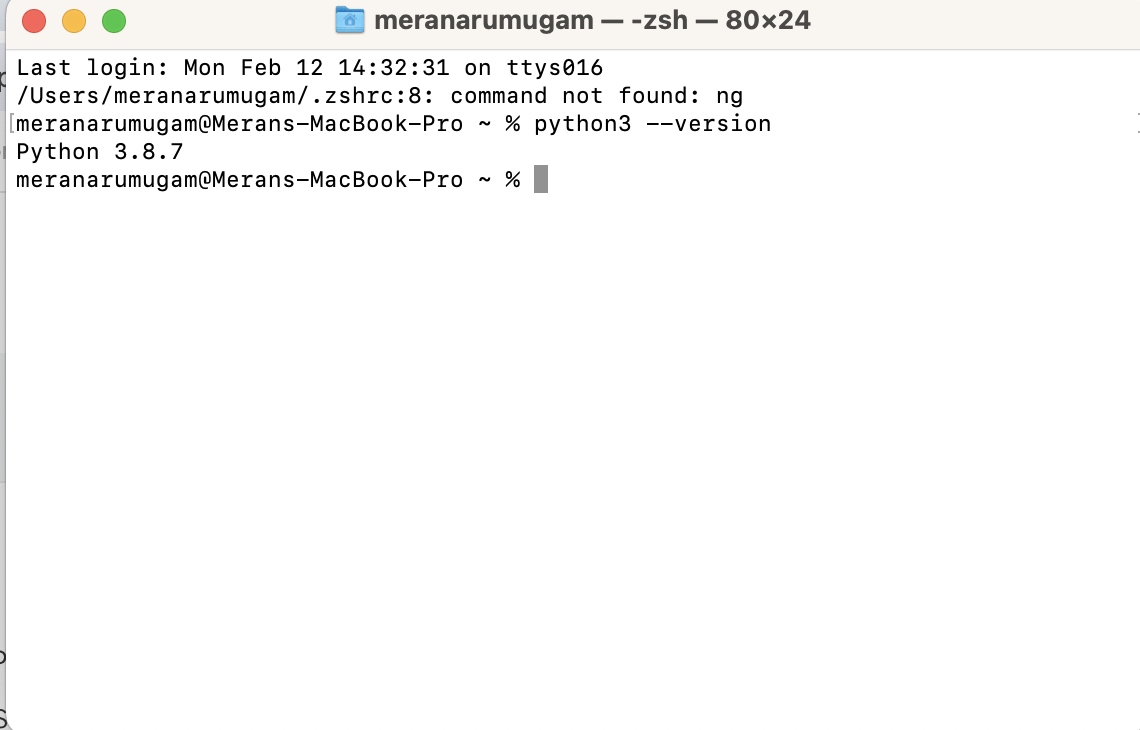 meranarumugam — -zsh — 80×24
Last login: Mon Feb 12 14:32:31 on ttys016
/Users/meranarumugam/.zshrc:8: command not found: ng
[meranarumugam@Merans-MacBook-Pro ~ % python3 --version
Python 3.8.7
meranarumugam@Merans-MacBook-Pro ~ %